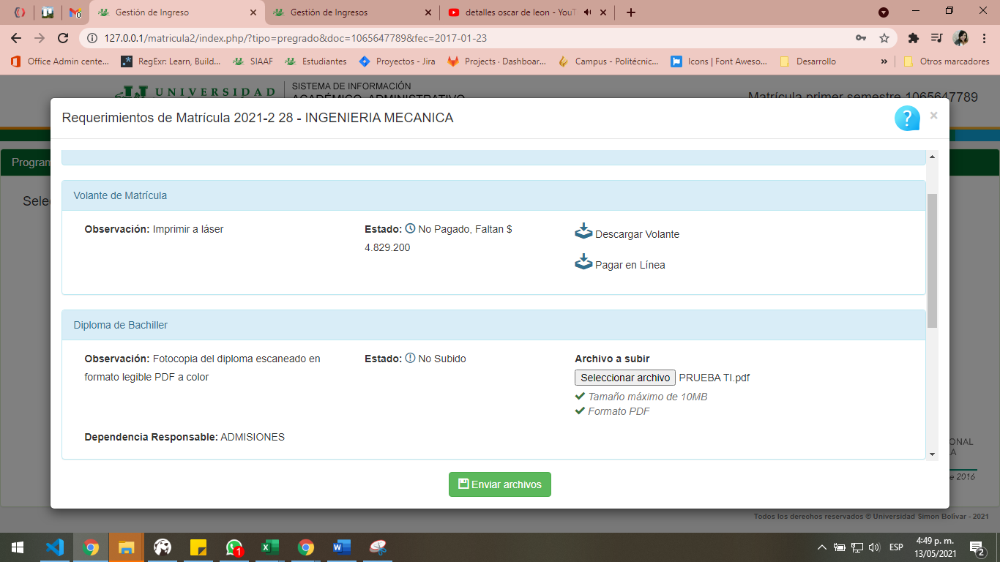 Gestión de Ingreso
Gestión de Ingresos
detalles oscar de leon - YouT
127.0.0.1/matricula2/index.php/?tipo=pregrado&doc=1065647789&fec=2017-01-23
Office Admin cente...
RegExr: Learn, Build...
SIAAF
Estudiantes
Proyectos - Jira
Projects · Dashboar...
Campus - Politécnic...
Icons | Font Aweso...
Desarrollo
»
Otros marcadores
UNIVERSIDAD
SISTEMA DE INFORMACIÓN
ACADÉMICO, ADMINISTRATIVO
Matrícula primer semestre 1065647789
Requerimientos de Matrícula 2021-2 28 - INGENIERIA MECANICA
?
×
Program
Sele
Volante de Matrícula
Observación: Imprimir a láser
Estado: No Pagado, Faltan $
4.829.200
Descargar Volante
Pagar en Línea
Diploma de Bachiller
Observación: Fotocopia del diploma escaneado en
formato legible PDF a color
Estado: No Subido
Archivo a subir
Seleccionar archivo PRUEBA TI.pdf
Tamaño máximo de 10MB
Formato PDF
Dependencia Responsable: ADMISIONES
ONAL
LA
e 2016
Enviar archivos
Todos los derechos reservados © Universidad Simon Bolivar - 2021
1
ESP
4:49 p. m.
13/05/2021
2